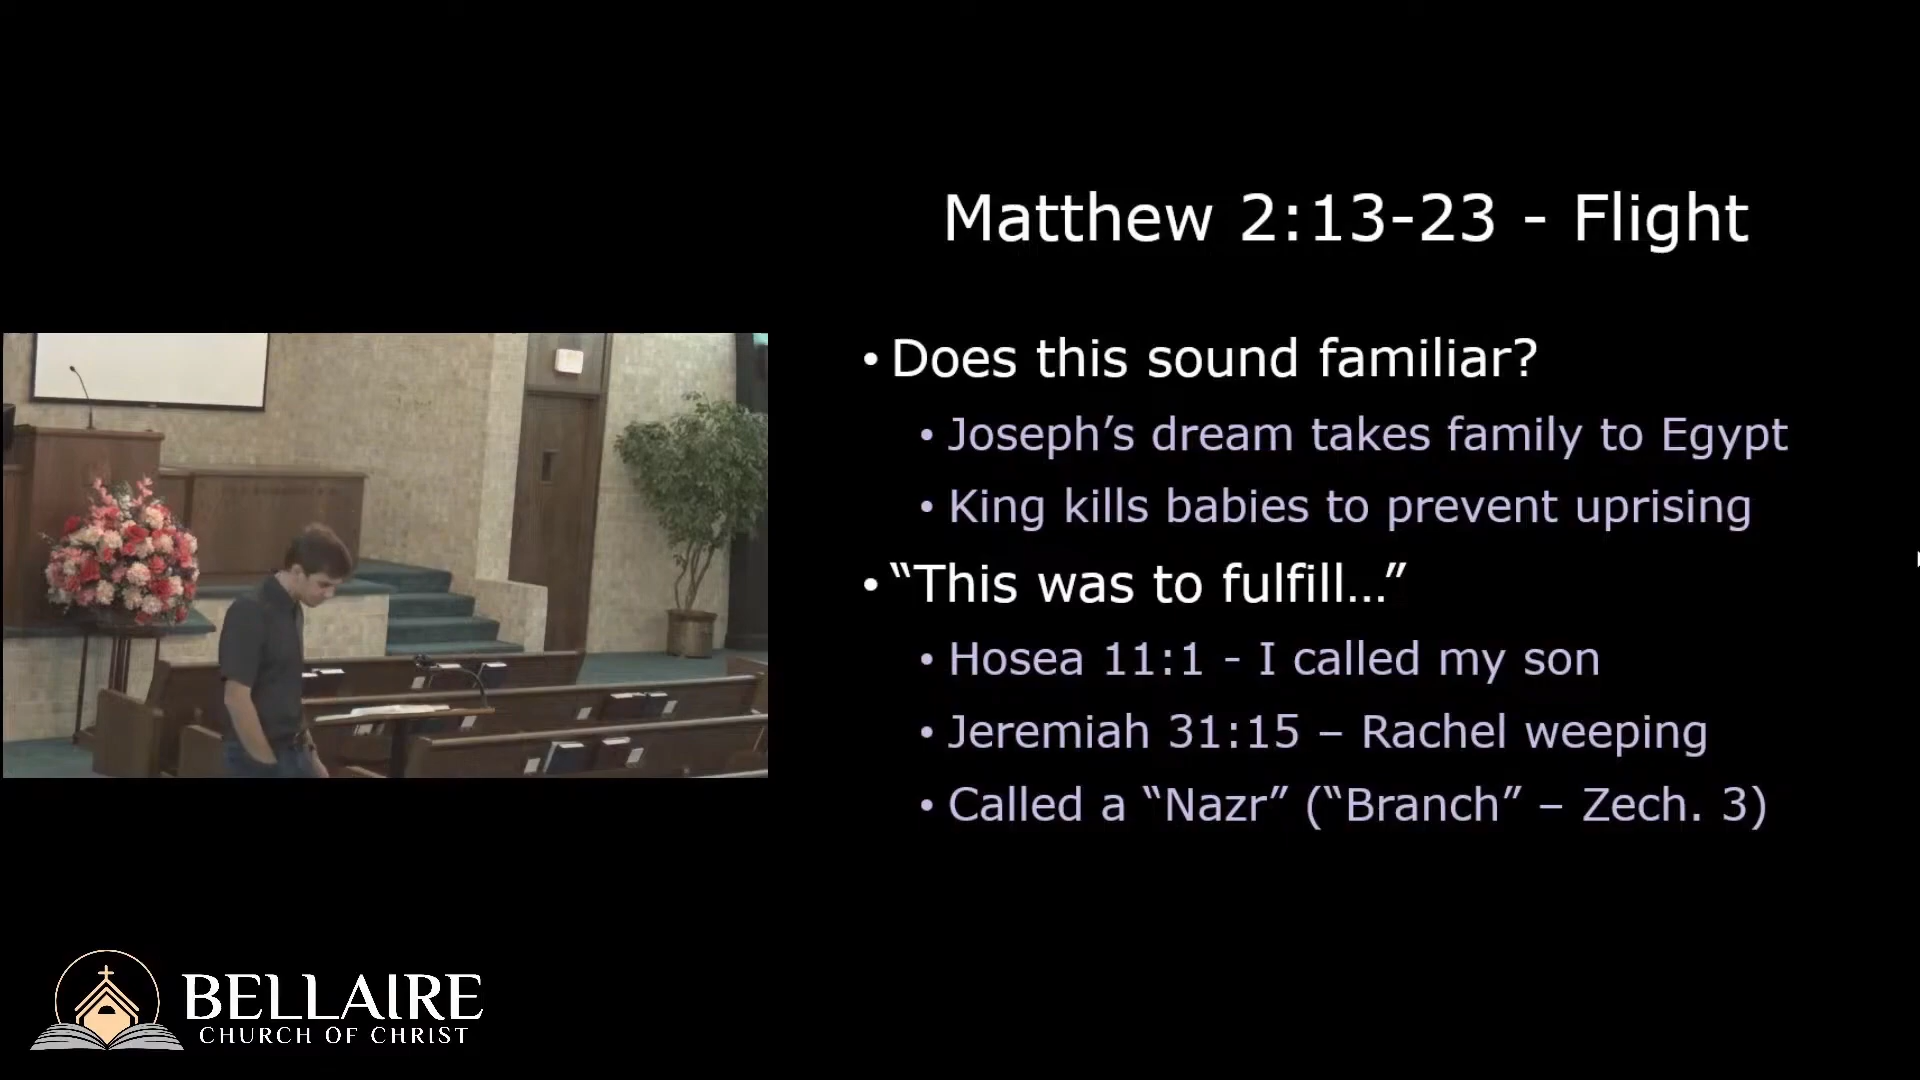 Matthew 2:13-23 - Flight
• Does this sound familiar?
• Joseph’s dream takes family to Egypt
• King kills babies to prevent uprising
• “This was to fulfill…”
• Hosea 11:1 - I called my son
• Jeremiah 31:15 – Rachel weeping
• Called a “Nazr” (“Branch” – Zech. 3)
BELLAIRE
CHURCH OF CHRIST